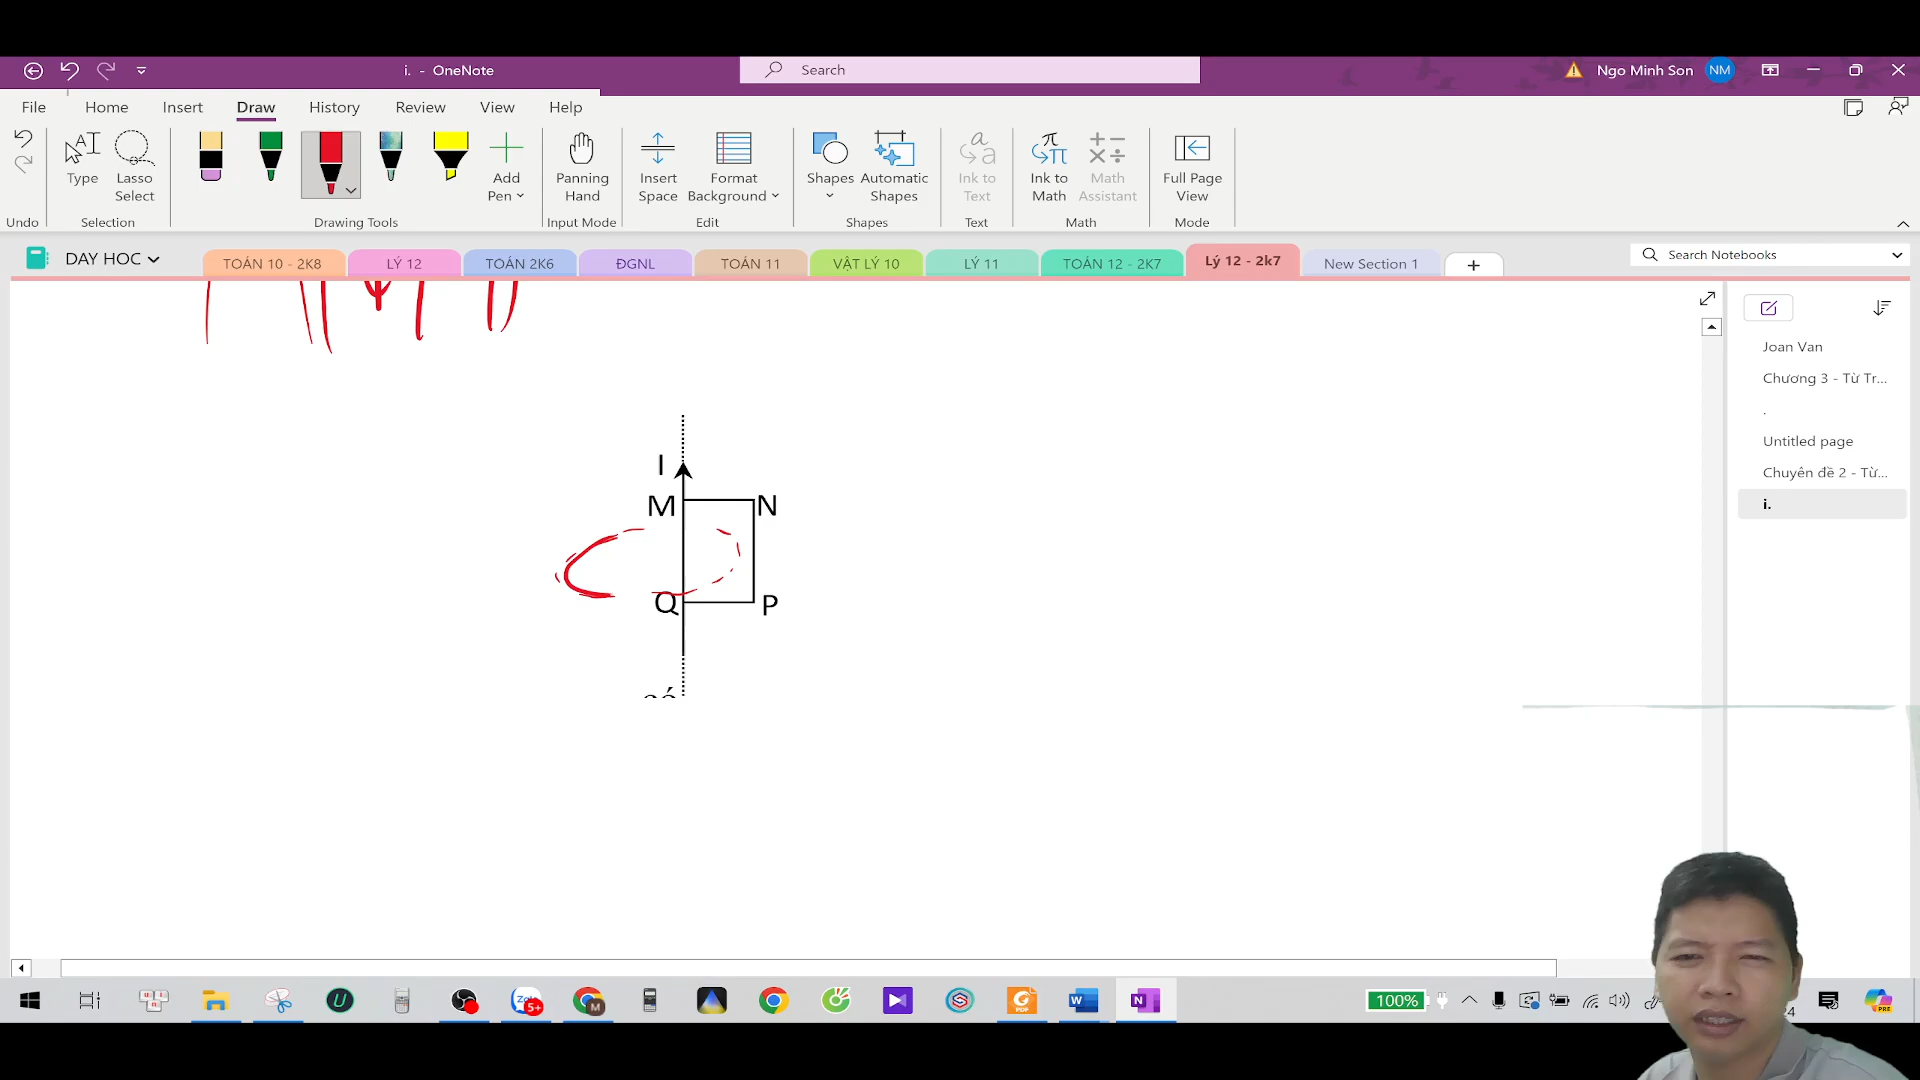 i. - OneNote
Search
Ngo Minh Son NM
File Home Insert Draw History Review View Help
Type
Lasso Select
Add Pen
Panning Hand
Insert Space
Format Background
Shapes
Automatic Shapes
Ink to Text
Ink to Math
Math Assistant
Full Page View
Undo Selection Drawing Tools Input Mode Edit Shapes Text Math Mode
DAY HOC
TOÁN 10 - 2K8
LÝ 12
TOÁN 2K6
ĐGNL
TOÁN 11
VẬT LÝ 10
LÝ 11
TOÁN 12 - 2K7
Lý 12 - 2k7
New Section 1
Search Notebooks
Joan Van
Chương 3 - Từ Tr...
.
Untitled page
Chuyên đề 2 - Từ...
i.
I
M N
Q P
100%